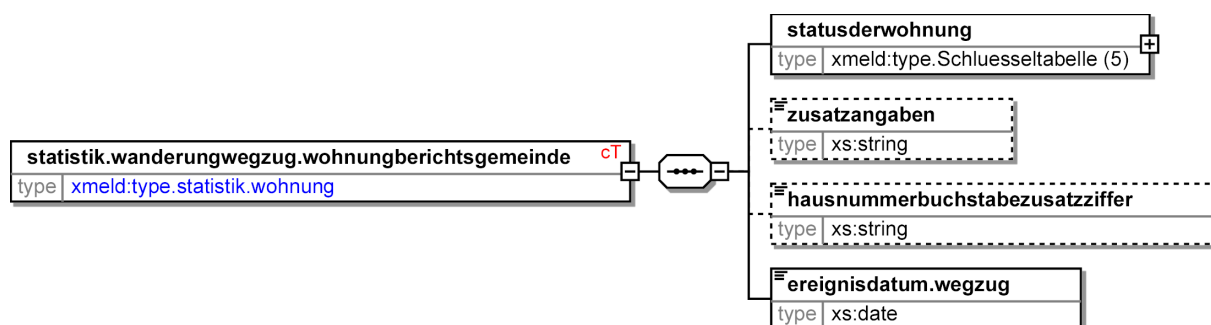 statusderwohnung
type xmeld:type.Schluesseltabelle (5)
zusatzangaben
type xs:string
statistik.wanderungwegzug.wohnungberichtsgemeinde cT
type xmeld:type.statistik.wohnung
hausnummerbuchstabezusatzziffer
type xs:string
ereignisdatum.wegzug
type xs:date